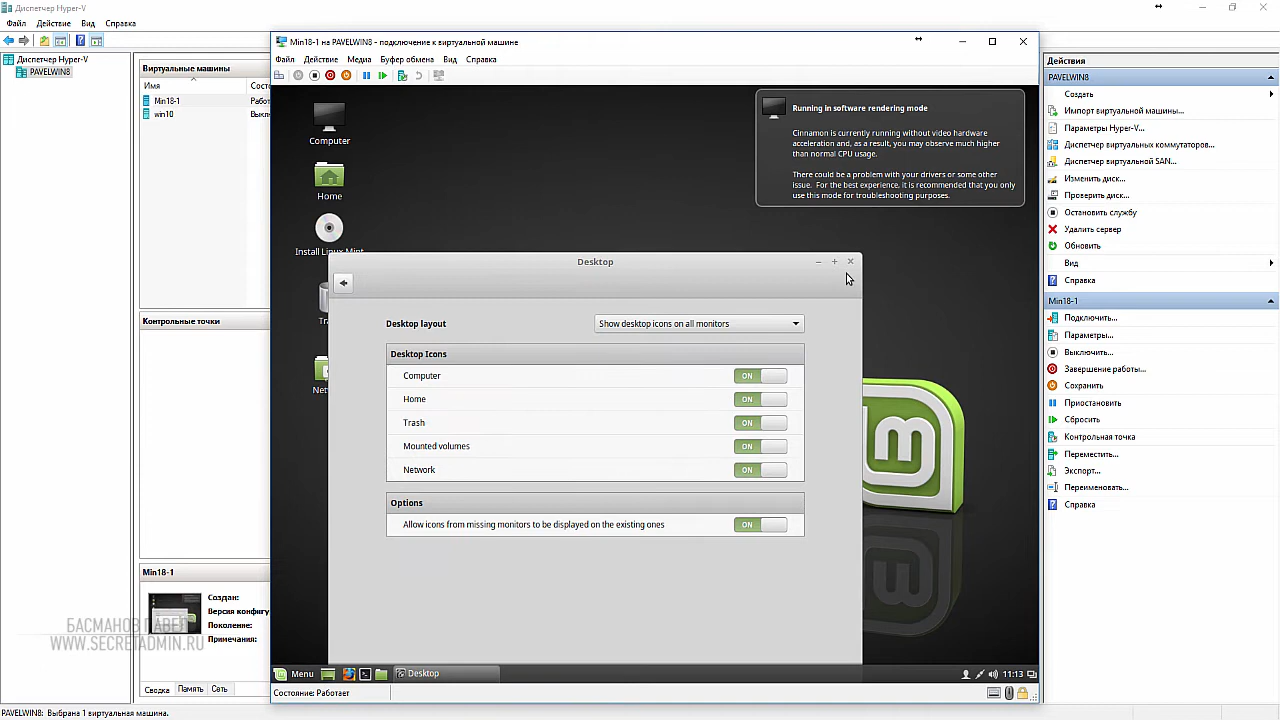 Диспетчер Hyper-V
Файл Действие Вид Справка
Диспетчер Hyper-V
PAVELWIN8
Виртуальные машины
Имя
Состо
Min18-1
Работ
win10
Выкл
Контрольные точки
Min18-1
Создан:
Версия конфигу
Поколение:
Примечания:
БАСМАНОВ ПАВЕЛ
WWW.SECRETADMIN.RU
Сводка Память Сеть
PAVELWIN8: Выбрана 1 виртуальная машина.
Min18-1 на PAVELWIN8 - подключение к виртуальной машине
Файл Действие Медиа Буфер обмена Вид Справка
Computer
Home
Install Linux Mint
Tra
Net
Running in software rendering mode
Cinnamon is currently running without video hardware
acceleration and, as a result, you may observe much higher
than normal CPU usage.
There could be a problem with your drivers or some other
issue. For the best experience, it is recommended that you only
use this mode for troubleshooting purposes.
Desktop
Desktop layout
Show desktop icons on all monitors
Desktop Icons
Computer ON
Home ON
Trash ON
Mounted volumes ON
Network ON
Options
Allow icons from missing monitors to be displayed on the existing ones ON
Menu
Desktop
11:13
Состояние: Работает
Действия
PAVELWIN8
Создать
Импорт виртуальной машины...
Параметры Hyper-V...
Диспетчер виртуальных коммутаторов...
Диспетчер виртуальной SAN...
Изменить диск...
Проверить диск...
Остановить службу
Удалить сервер
Обновить
Вид
Справка
Min18-1
Подключить...
Параметры...
Выключить...
Завершение работы...
Сохранить
Приостановить
Сбросить
Контрольная точка
Переместить...
Экспорт...
Переименовать...
Справка